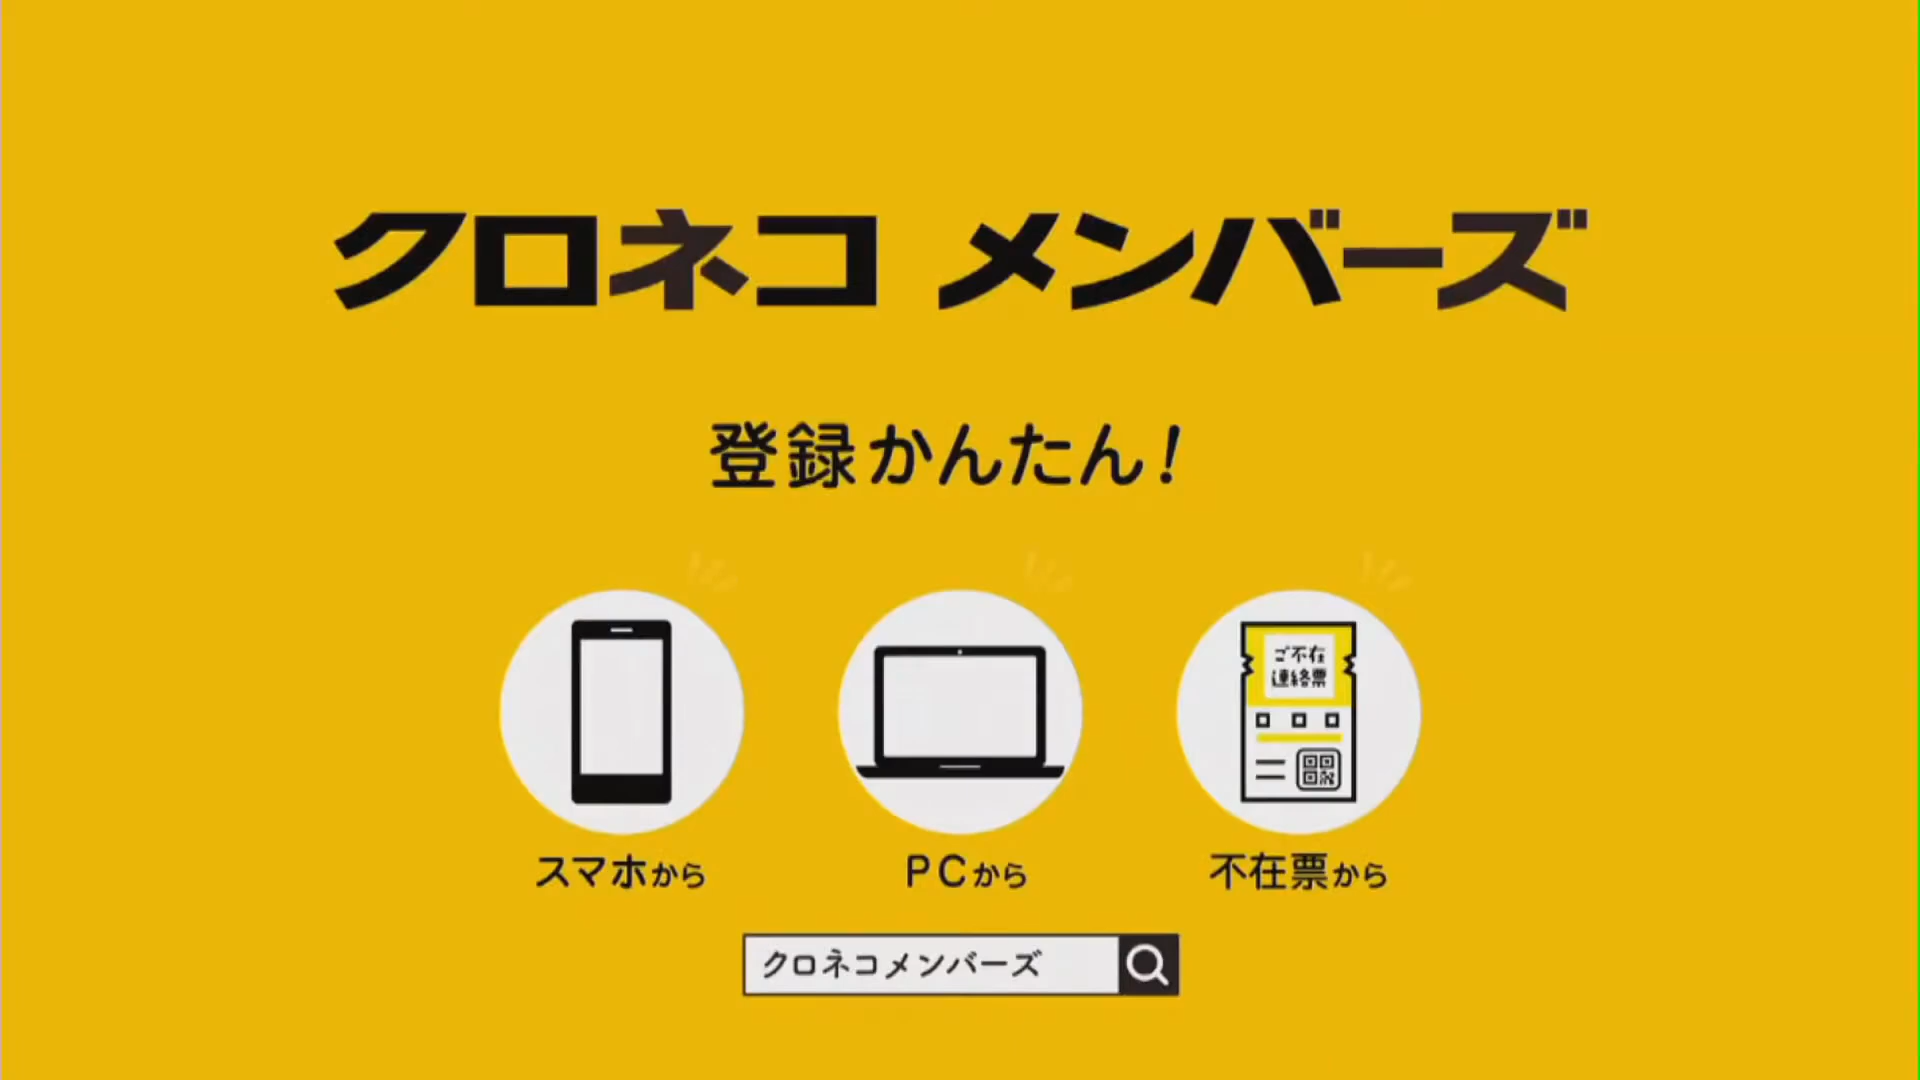 クロネコ メンバーズ
登録かんたん!
ご不在
連絡票
スマホから
PCから
不在票から
クロネコメンバーズ